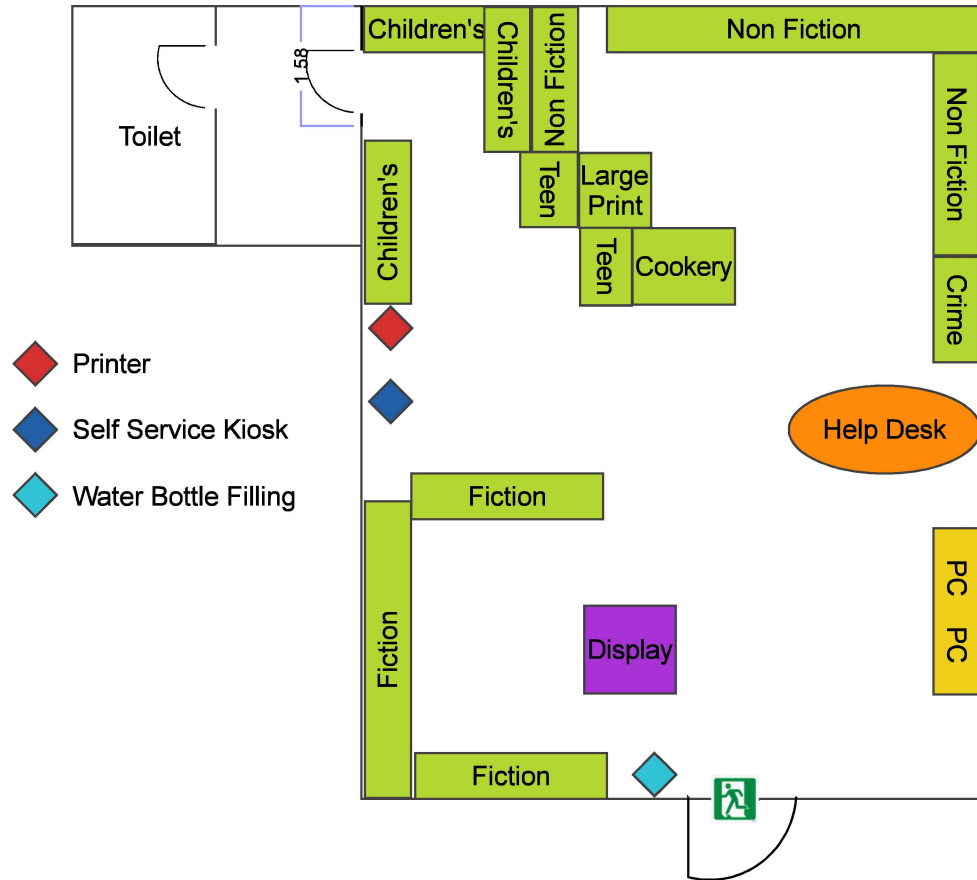 Children's
Children's
Non Fiction
Non Fiction
1.58
Toilet
Non Fiction
Children's
Teen
Large
Print
Teen
Cookery
Crime
Printer
Self Service Kiosk
Help Desk
Water Bottle Filling
Fiction
Fiction
PC
PC
Display
Fiction